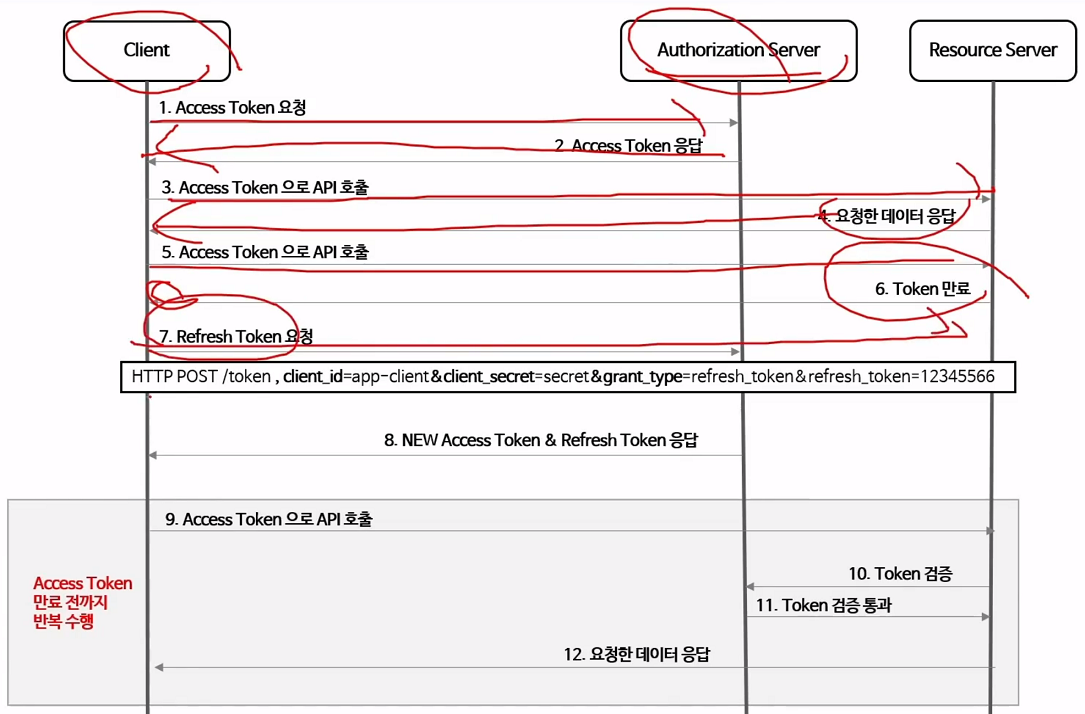 Client
Authorization Server
Resource Server
1. Access Token 요청
2. Access Token 응답
3. Access Token 으로 API 호출
4. 요청한 데이터 응답
5. Access Token 으로 API 호출
6. Token 만료
7. Refresh Token 요청
HTTP POST /token , client_id=app-client&client_secret=secret&grant_type=refresh_token&refresh_token=12345566
8. NEW Access Token & Refresh Token 응답
9. Access Token 으로 API 호출
10. Token 검증
Access Token
만료 전까지
반복 수행
11. Token 검증 통과
12. 요청한 데이터 응답